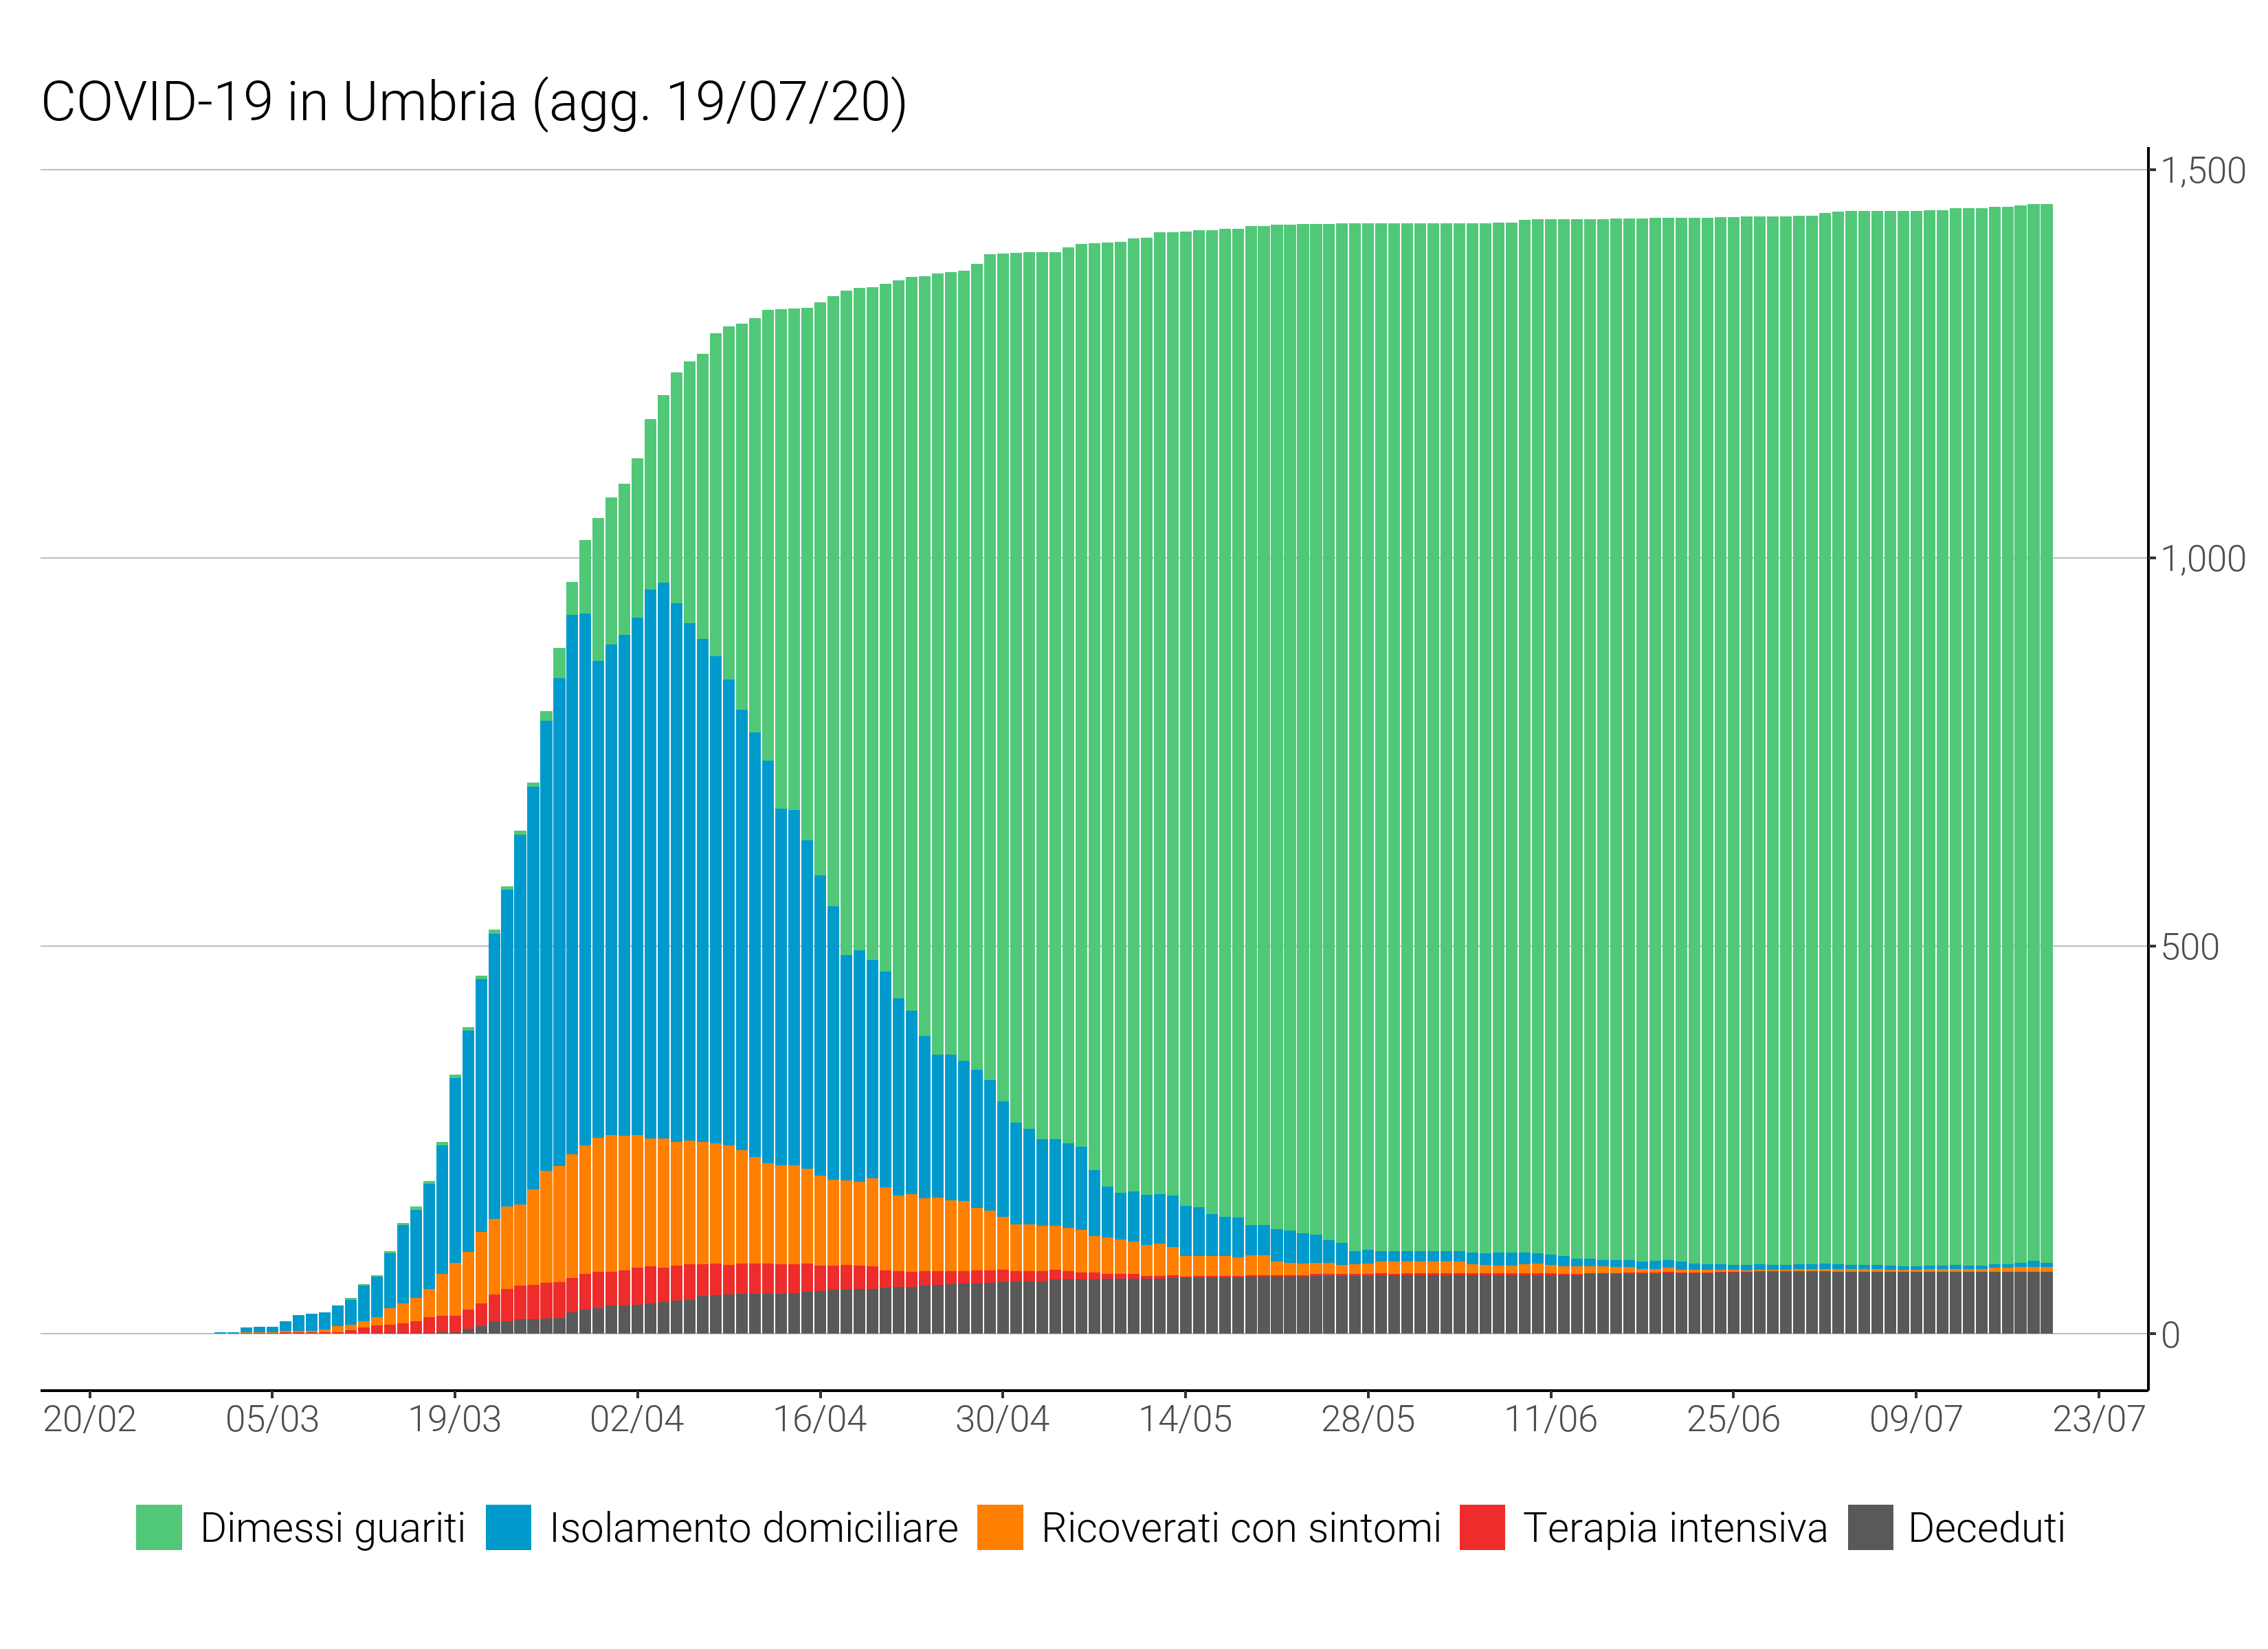 COVID-19 in Umbria (agg. 19/07/20)
1,500
1,000
500
0
20/02 05/03 19/03 02/04 16/04 30/04 14/05 28/05 11/06 25/06 09/07 23/07
Dimessi guariti Isolamento domiciliare Ricoverati con sintomi Terapia intensiva Deceduti